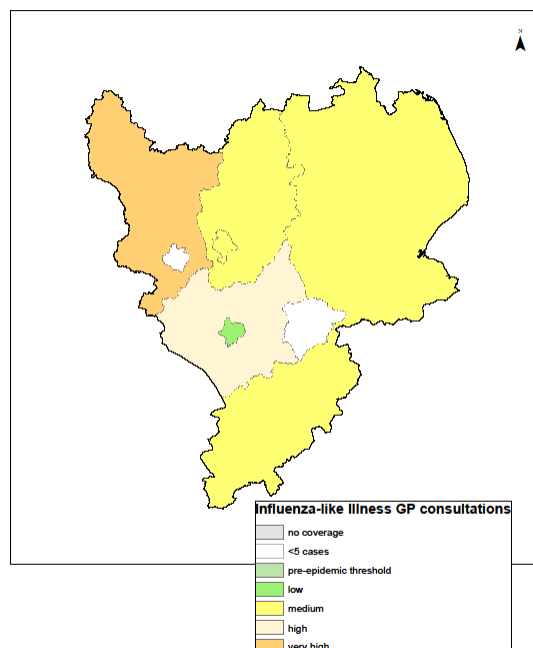 N
Influenza-like Illness GP consultations
no coverage
<5 cases
pre-epidemic threshold
low
medium
high
very high